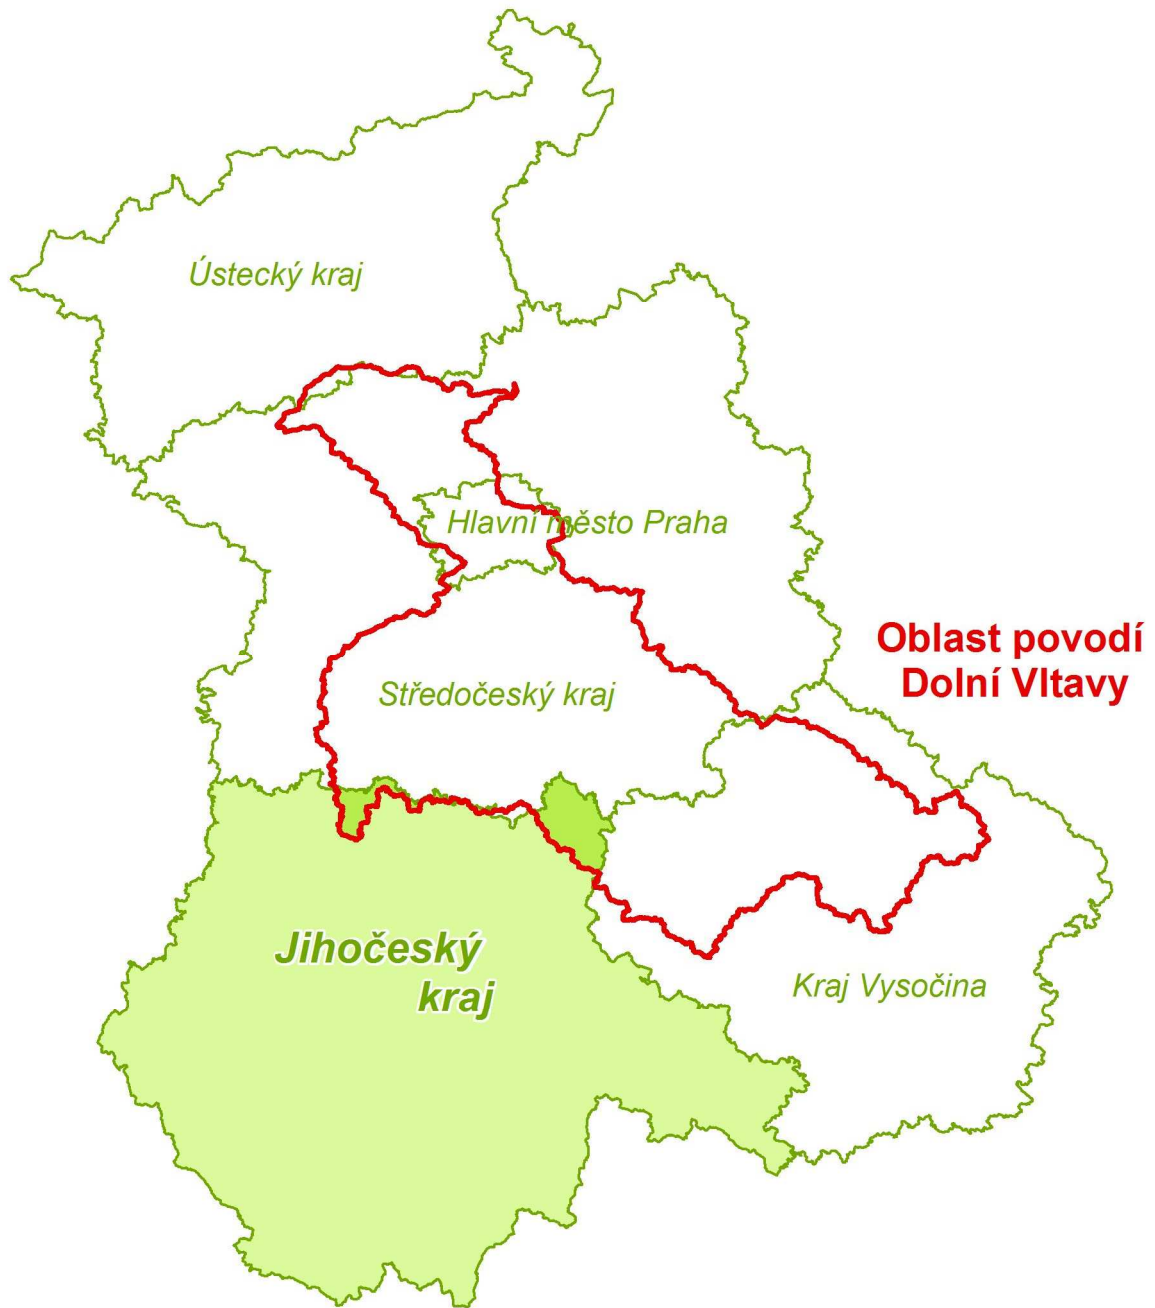 Ústecký kraj
Hlavní město Praha
Oblast povodí
Dolní Vltavy
Středočeský kraj
Jihočeský
kraj
Kraj Vysočina